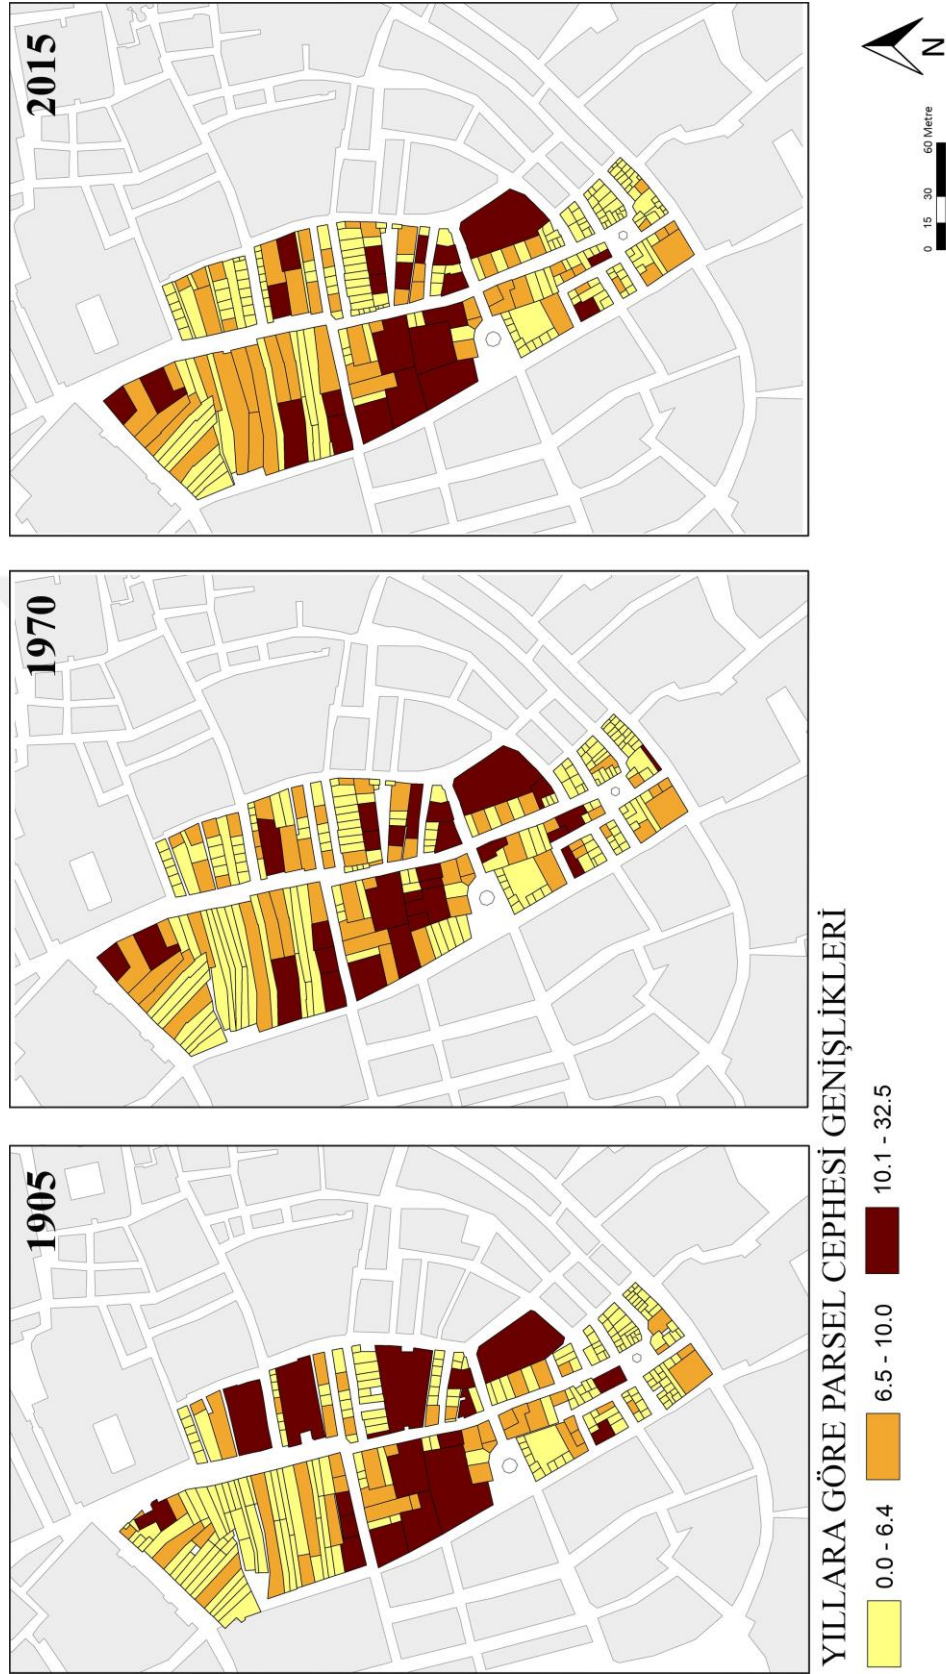 1905
1970
2015
YILLARA GÖRE PARSEL CEPHESİ GENİŞLİKLERİ
0.0 - 6.4
6.5 - 10.0
10.1 - 32.5
0 15 30 60 Metre
N